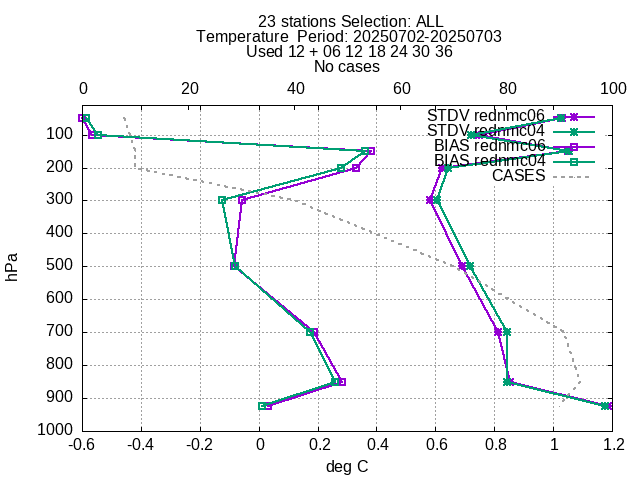 23 stations Selection: ALL
Temperature  Period: 20250702-20250703
Used 12 + 06 12 18 24 30 36
No cases
0 20 40 60 80 100
STDV rednmc06
STDV rednmc04
BIAS rednmc06
BIAS rednmc04
CASES
100
200
300
400
500
600
700
800
900
1000
hPa
-0.6 -0.4 -0.2 0 0.2 0.4 0.6 0.8 1 1.2
deg C